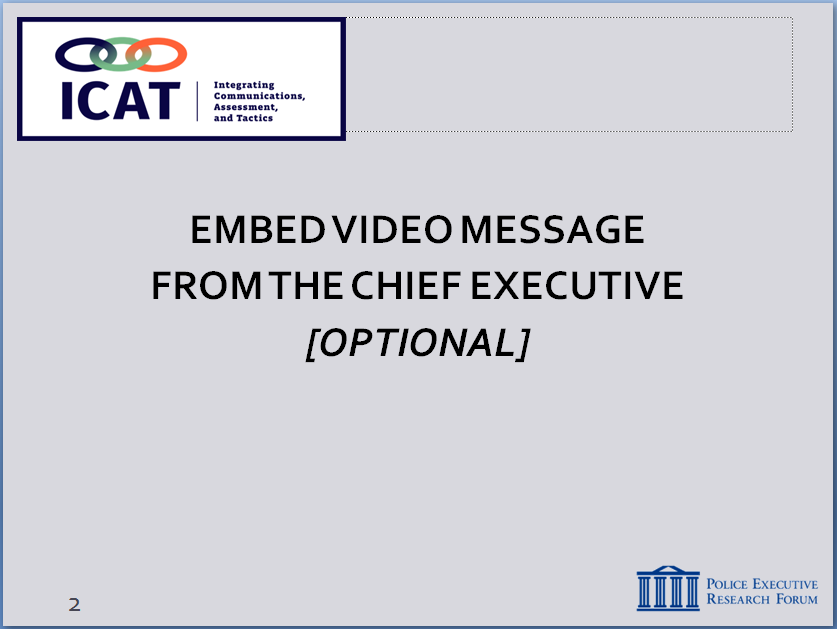 ICAT
Integrating
Communications,
Assessment,
and Tactics
EMBED VIDEO MESSAGE
FROM THE CHIEF EXECUTIVE
[OPTIONAL]
2
POLICE EXECUTIVE
RESEARCH FORUM